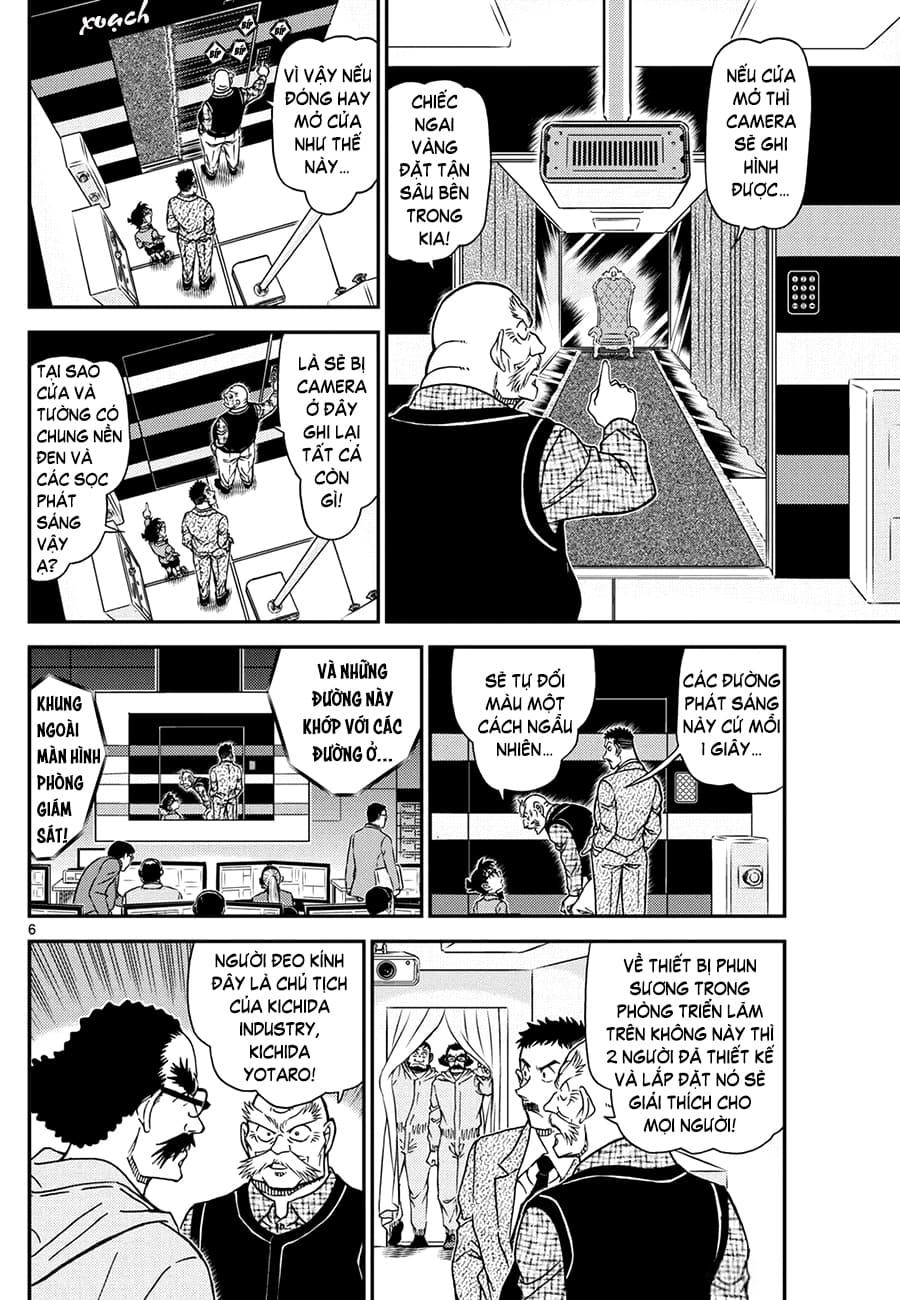 NẾU CỬA
MỞ THÌ
CAMERA
SẼ GHI
HÌNH
ĐƯỢC...
CHIẾC
NGAI
VÀNG
ĐẶT TẬN
SÂU BÊN
TRONG
KIA!
xoạch
BÍP
BÍP
BÍP
BÍP
VÌ VẬY NẾU
ĐÓNG HAY
MỞ CỬA
NHƯ THẾ
NÀY...
LÀ SẼ BỊ
CAMERA
Ở ĐÂY
GHI LẠI
TẤT CẢ
CÒN
GÌ!
TẠI SAO
CỬA VÀ
TƯỜNG CÓ
CHUNG NỀN
ĐEN VÀ
CÁC SỌC
PHÁT
SÁNG
VẬY
Ạ?
CÁC ĐƯỜNG
PHÁT SÁNG
NÀY CỨ MỖI
1 GIÂY...
SẼ TỰ ĐỔI
MÀU MỘT
CÁCH NGẪU
NHIÊN...
VÀ NHỮNG
ĐƯỜNG NÀY
KHỚP VỚI CÁC
ĐƯỜNG Ở...
KHUNG
NGOÀI
MÀN HÌNH
PHÒNG
GIÁM
SÁT!
6
VỀ THIẾT BỊ PHUN
SƯƠNG TRONG
PHÒNG TRIỂN LÃM
TRÊN KHÔNG NÀY THÌ
2 NGƯỜI ĐÃ THIẾT KẾ
VÀ LẮP ĐẶT NÓ SẼ
GIẢI THÍCH CHO
MỌI NGƯỜI!
NGƯỜI ĐEO KÍNH
ĐÂY LÀ CHỦ TỊCH
CỦA KICHIDA
INDUSTRY,
KICHIDA
YOTARO!